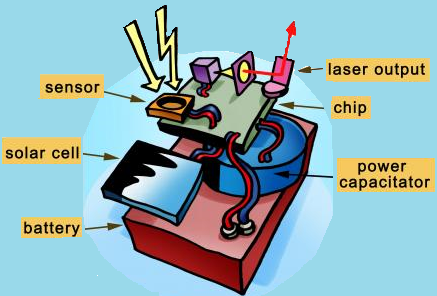 laser output
sensor
chip
solar cell
power
capacitator
battery